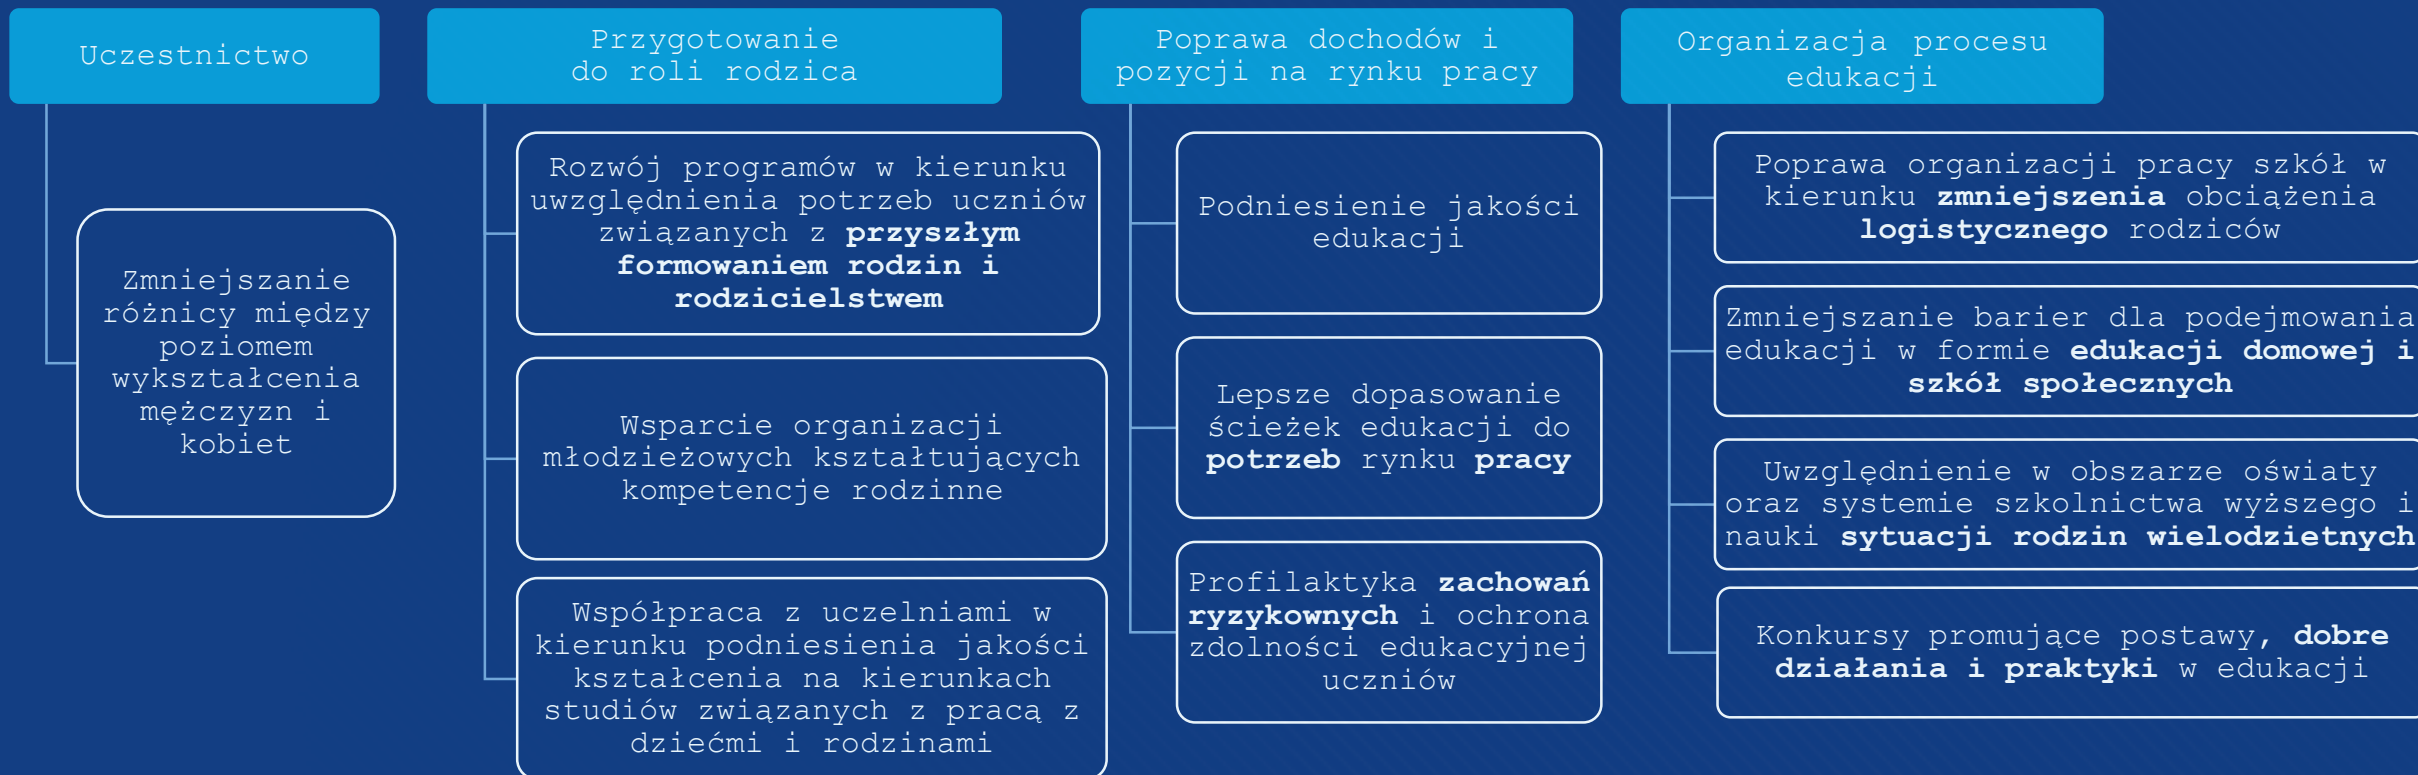 Uczestnictwo
Zmniejszanie
różnicy między
poziomem
wykształcenia
mężczyzn i
kobiet
Przygotowanie
do roli rodzica
Rozwój programów w kierunku
uwzględnienia potrzeb uczniów
związanych z przyszłym
formowaniem rodzin i
rodzicielstwem
Wsparcie organizacji
młodzieżowych kształtujących
kompetencje rodzinne
Współpraca z uczelniami w
kierunku podniesienia jakości
kształcenia na kierunkach
studiów związanych z pracą z
dziećmi i rodzinami
Poprawa dochodów i
pozycji na rynku pracy
Podniesienie jakości
edukacji
Lepsze dopasowanie
ścieżek edukacji do
potrzeb rynku pracy
Profilaktyka zachowań
ryzykownych i ochrona
zdolności edukacyjnej
uczniów
Organizacja procesu
edukacji
Poprawa organizacji pracy szkół w
kierunku zmniejszenia obciążenia
logistycznego rodziców
Zmniejszanie barier dla podejmowania
edukacji w formie edukacji domowej i
szkół społecznych
Uwzględnienie w obszarze oświaty
oraz systemie szkolnictwa wyższego i
nauki sytuacji rodzin wielodzietnych
Konkursy promujące postawy, dobre
działania i praktyki w edukacji